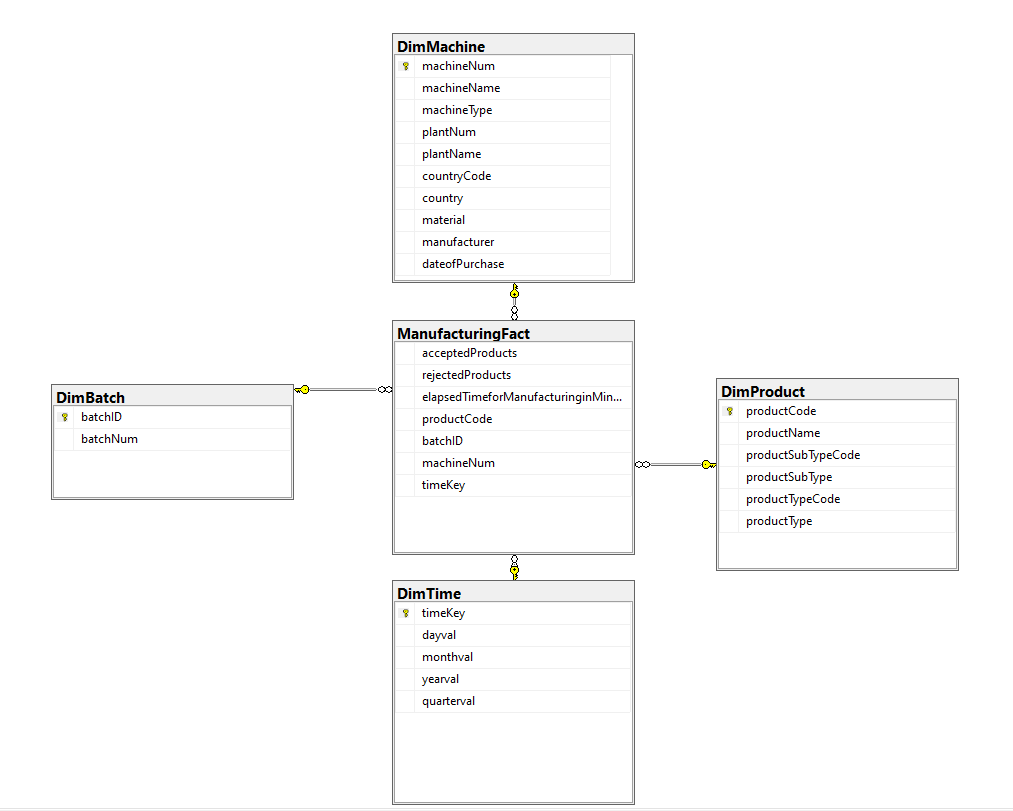 DimMachine
machineNum
machineName
machineType
plantNum
plantName
countryCode
country
material
manufacturer
dateofPurchase
ManufacturingFact
acceptedProducts
rejectedProducts
elapsedTimeforManufacturinginMin...
productCode
batchID
machineNum
timeKey
DimBatch
batchID
batchNum
DimProduct
productCode
productName
productSubTypeCode
productSubType
productTypeCode
productType
DimTime
timeKey
dayval
monthval
yearval
quarterval